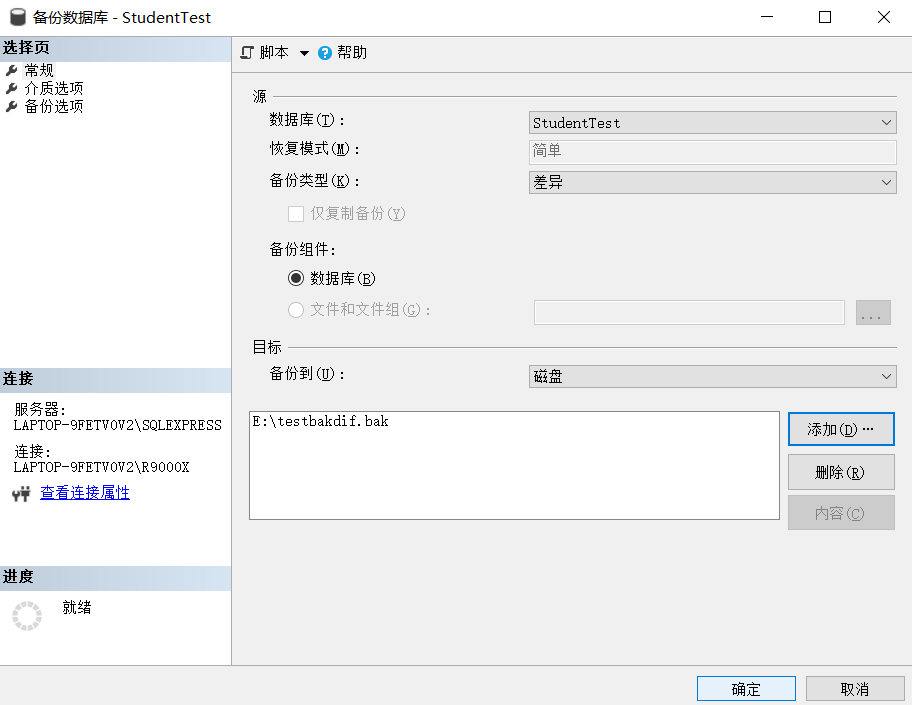 备份数据库 - StudentTest
选择页
常规
介质选项
备份选项
脚本
帮助
源
数据库(T)：
StudentTest
恢复模式(M)：
简单
备份类型(K)：
差异
仅复制备份(Y)
备份组件:
数据库(B)
文件和文件组(G)：
...
目标
备份到(U)：
磁盘
E:\testbakdif.bak
添加(D)…
删除(R)
内容(C)
连接
服务器:
LAPTOP-9FETV0V2\SQLEXPRESS
连接:
LAPTOP-9FETV0V2\R9000X
查看连接属性
进度
就绪
确定
取消